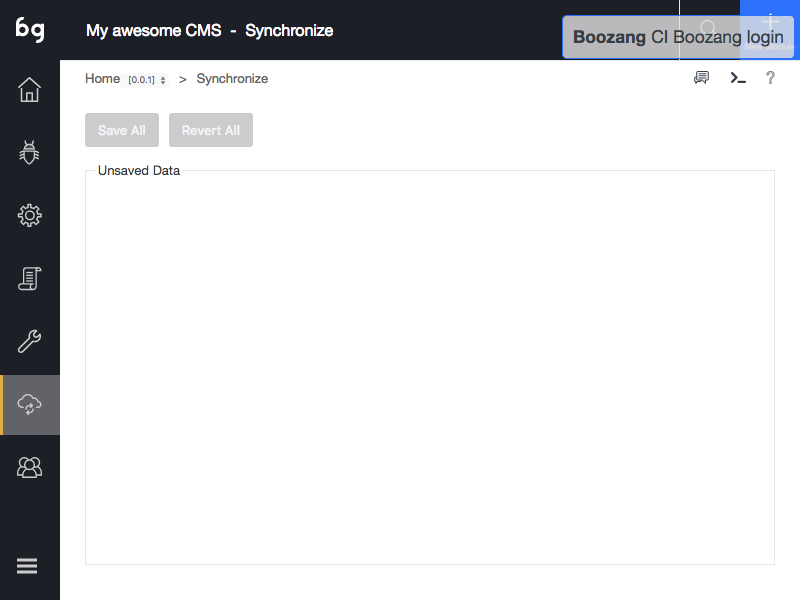 bg
My awesome CMS - Synchronize
Boozang CI Boozang login
Home [0.0.1] > Synchronize
?
Save All Revert All
Unsaved Data